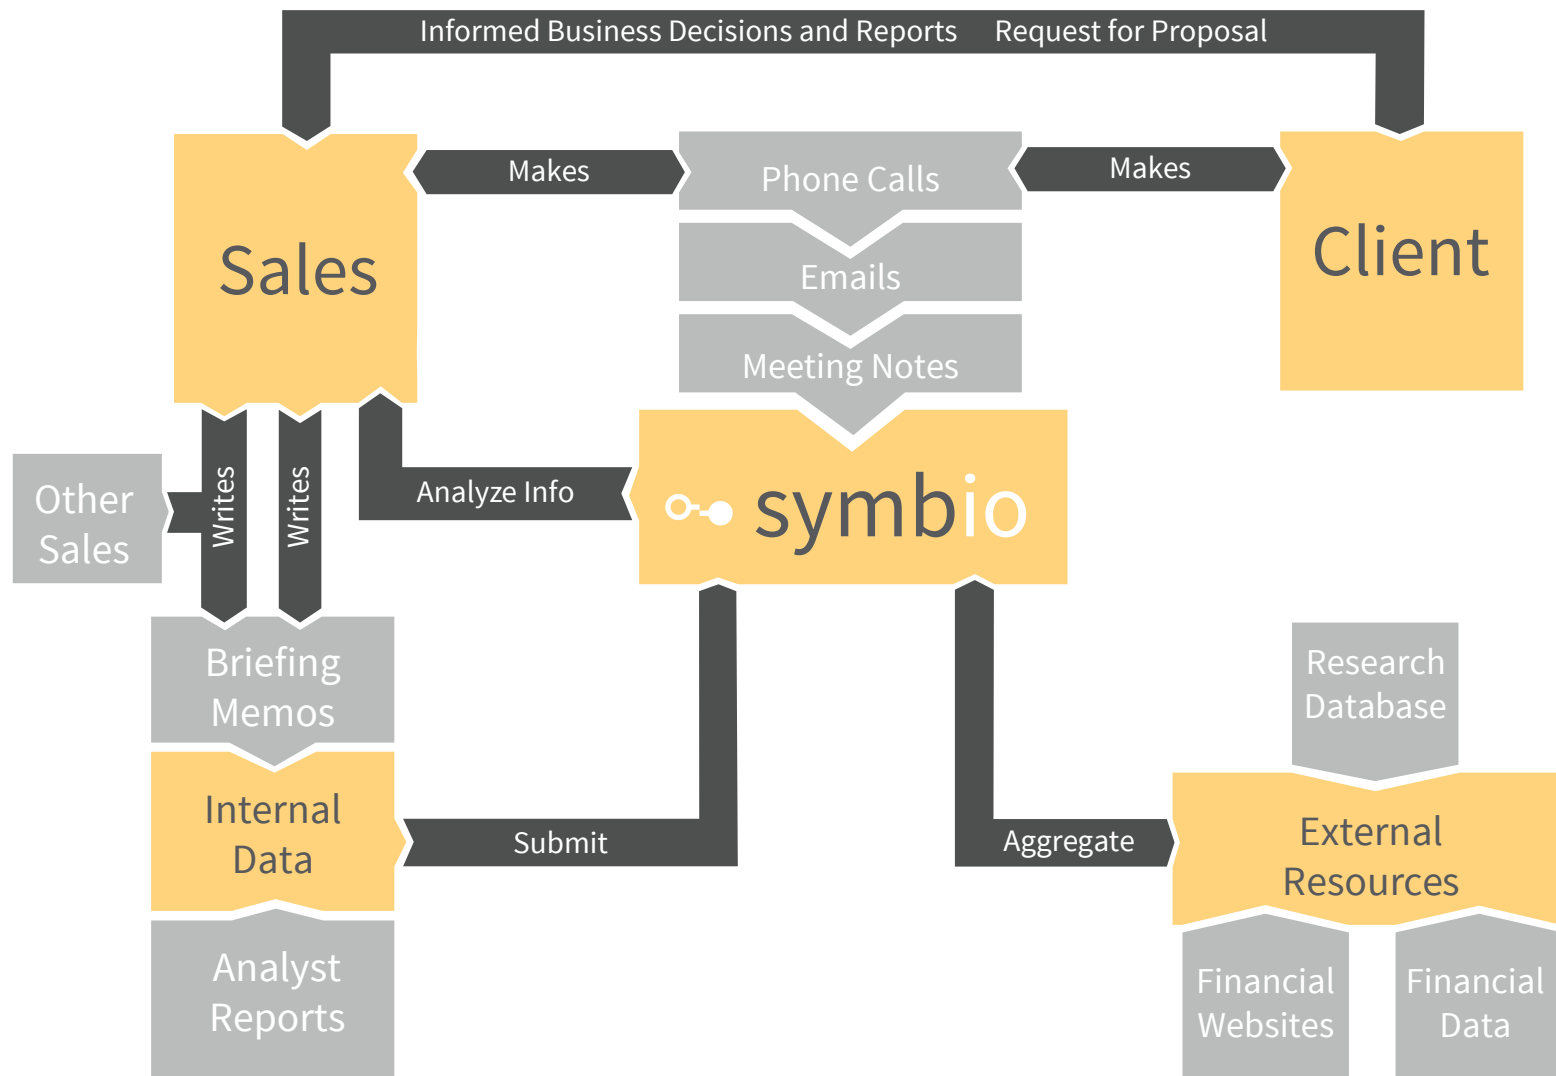 Informed Business Decisions and Reports Request for Proposal
Makes
Makes
Phone Calls
Sales
Client
Emails
Meeting Notes
Writes
Writes
Analyze Info
symbio
Other
Sales
Briefing
Memos
Research
Database
Internal
Data
Submit
Aggregate
External
Resources
Analyst
Reports
Financial
Websites
Financial
Data